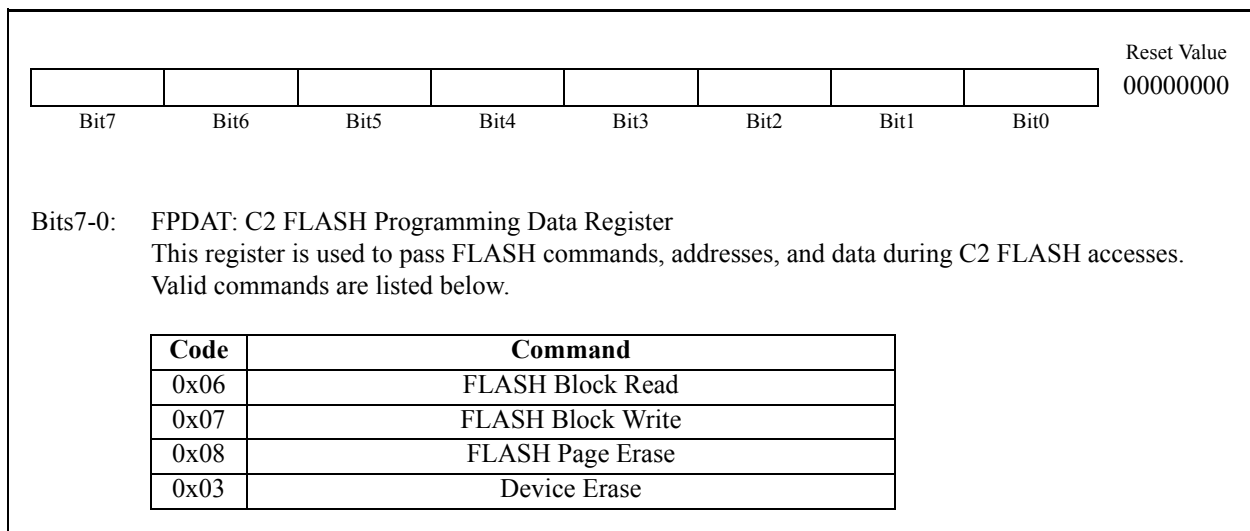 Reset Value
00000000
Bit7 Bit6 Bit5 Bit4 Bit3 Bit2 Bit1 Bit0
Bits7-0: FPDAT: C2 FLASH Programming Data Register
This register is used to pass FLASH commands, addresses, and data during C2 FLASH accesses.
Valid commands are listed below.
Code Command
0x06 FLASH Block Read
0x07 FLASH Block Write
0x08 FLASH Page Erase
0x03 Device Erase